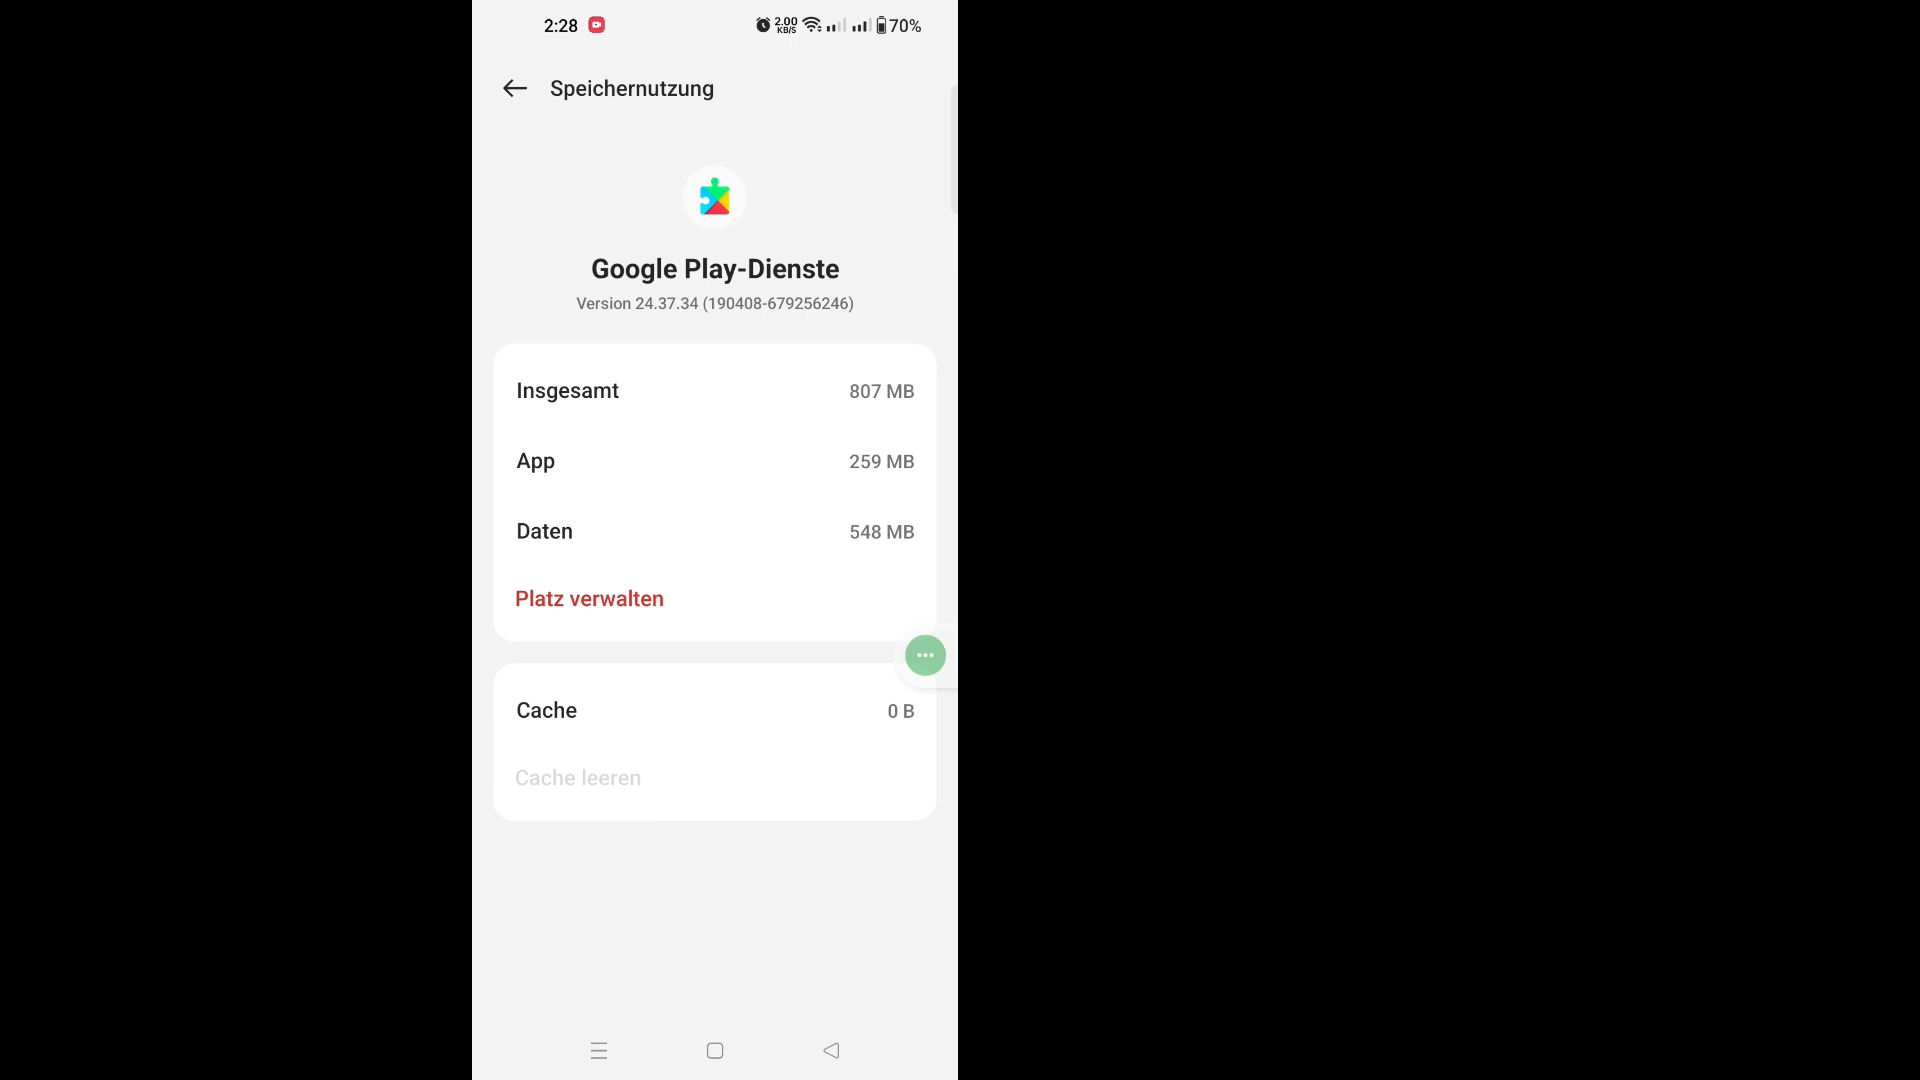 2:28 2.00 KB/S 70%
Speichernutzung
Google Play-Dienste
Version 24.37.34 (190408-679256246)
Insgesamt 807 MB
App 259 MB
Daten 548 MB
Platz verwalten
Cache 0 B
Cache leeren